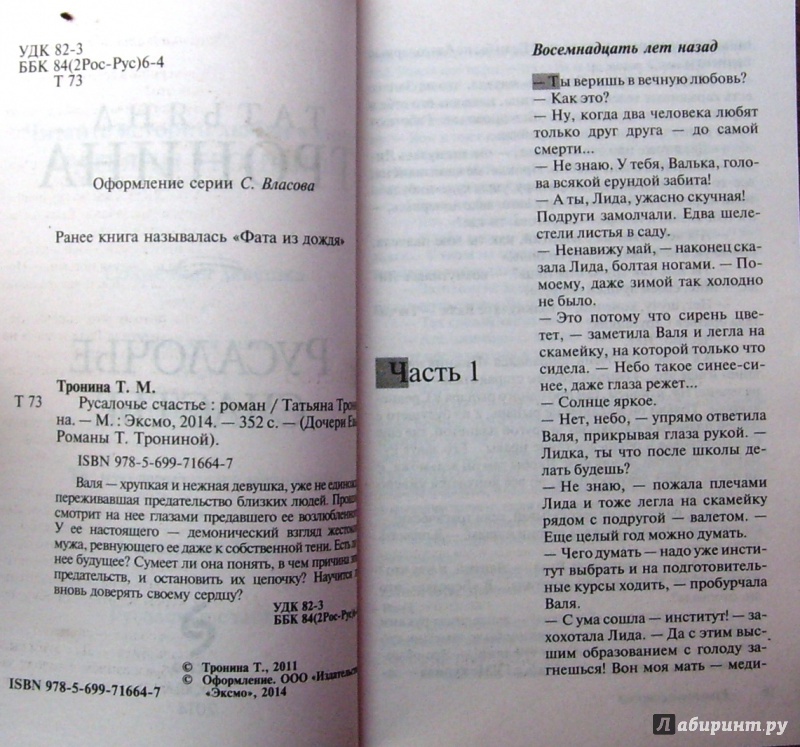 УДК 82-3
ББК 84(2Рос-Рус)6-4
Т 73
Оформление серии С. Власова
Ранее книга называлась «Фата из дождя»
Тронина Т. М.
Т 73 Русалочье счастье : роман / Татьяна
на. — М. : Эксмо, 2014. — 352 с. — (Дочери
Романы Т. Трониной).
ISBN 978-5-699-71664-7
Валя — хрупкая и нежная девушка, уже не
переживавшая предательство близких людей.
смотрит на нее глазами предавшего ее
У ее настоящего — демонический взгляд
мужа, ревнующего ее даже к собственной тени. Есть
нее будущее? Сумеет ли она понять, в чем причина
предательств, и остановить их цепочку? Научится
вновь доверять своему сердцу?
УДК 82-3
ББК 84(2Рос-Рус)
© Тронина Т., 2011
© Оформление. ООО
«Эксмо», 2014
ISBN 978-5-699-71664-7
Часть 1
Восемнадцать лет назад
— Ты веришь в вечную любовь?
— Как это?
— Ну, когда два человека любят
только друг друга — до самой
смерти...
— Не знаю. У тебя, Валька, голо-
ва всякой ерундой забита!
— А ты, Лида, ужасно скучная!
Подруги замолчали. Едва шеле-
стели листья в саду.
— Ненавижу май, — наконец ска-
зала Лида, болтая ногами. — По-
моему, даже зимой так холодно
не было.
— Это потому что сирень цве-
тет, — заметила Валя и легла на
скамейку, на которой только что
сидела. — Небо такое синее-си-
нее, даже глаза режет...
— Солнце яркое.
— Нет, небо, — упрямо ответила
Валя, прикрывая глаза рукой. —
Лидка, ты что после школы де-
лать будешь?
— Не знаю, — пожала плечами
Лида и тоже легла на скамейку
рядом с подругой — валетом. —
Еще целый год можно думать.
— Чего думать — надо уже инсти-
тут выбрать и на подготовитель-
ные курсы ходить, — пробурчала
Валя.
— С ума сошла — институт! — за-
хохотала Лида. — Да с этим выс-
шим образованием с голоду за-
гнешься! Вон моя мать — меди-
Лабиринт.ру